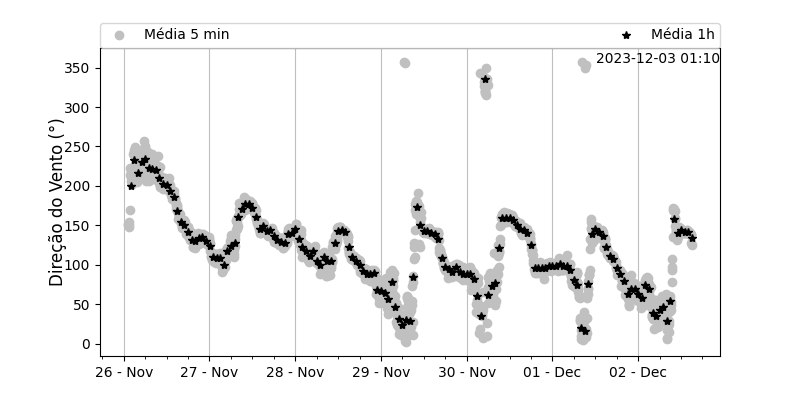 Média 5 min
Média 1h
2023-12-03 01:10
Direção do Vento (°)
350
300
250
200
150
100
50
0
26 - Nov
27 - Nov
28 - Nov
29 - Nov
30 - Nov
01 - Dec
02 - Dec